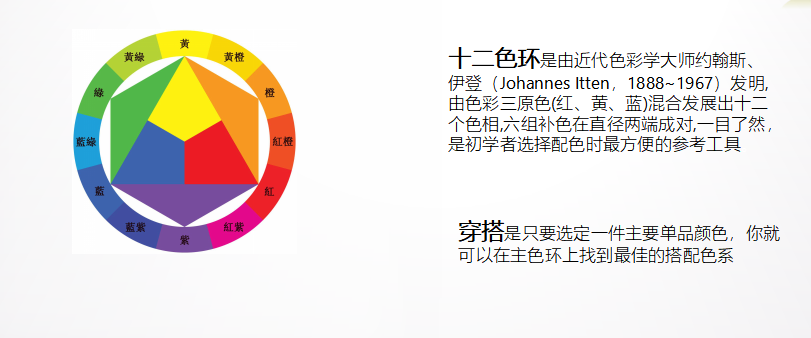 黃
黃綠
黃橙
綠
橙
藍綠
紅橙
藍
紅
藍紫
紅紫
紫
十二色环是由近代色彩学大师约翰斯、
伊登（Johannes Itten，1888~1967）发明,
由色彩三原色(红、黄、蓝)混合发展出十二
个色相,六组补色在直径两端成对,一目了然，
是初学者选择配色时最方便的参考工具
穿搭是只要选定一件主要单品颜色，你就
可以在主色环上找到最佳的搭配色系